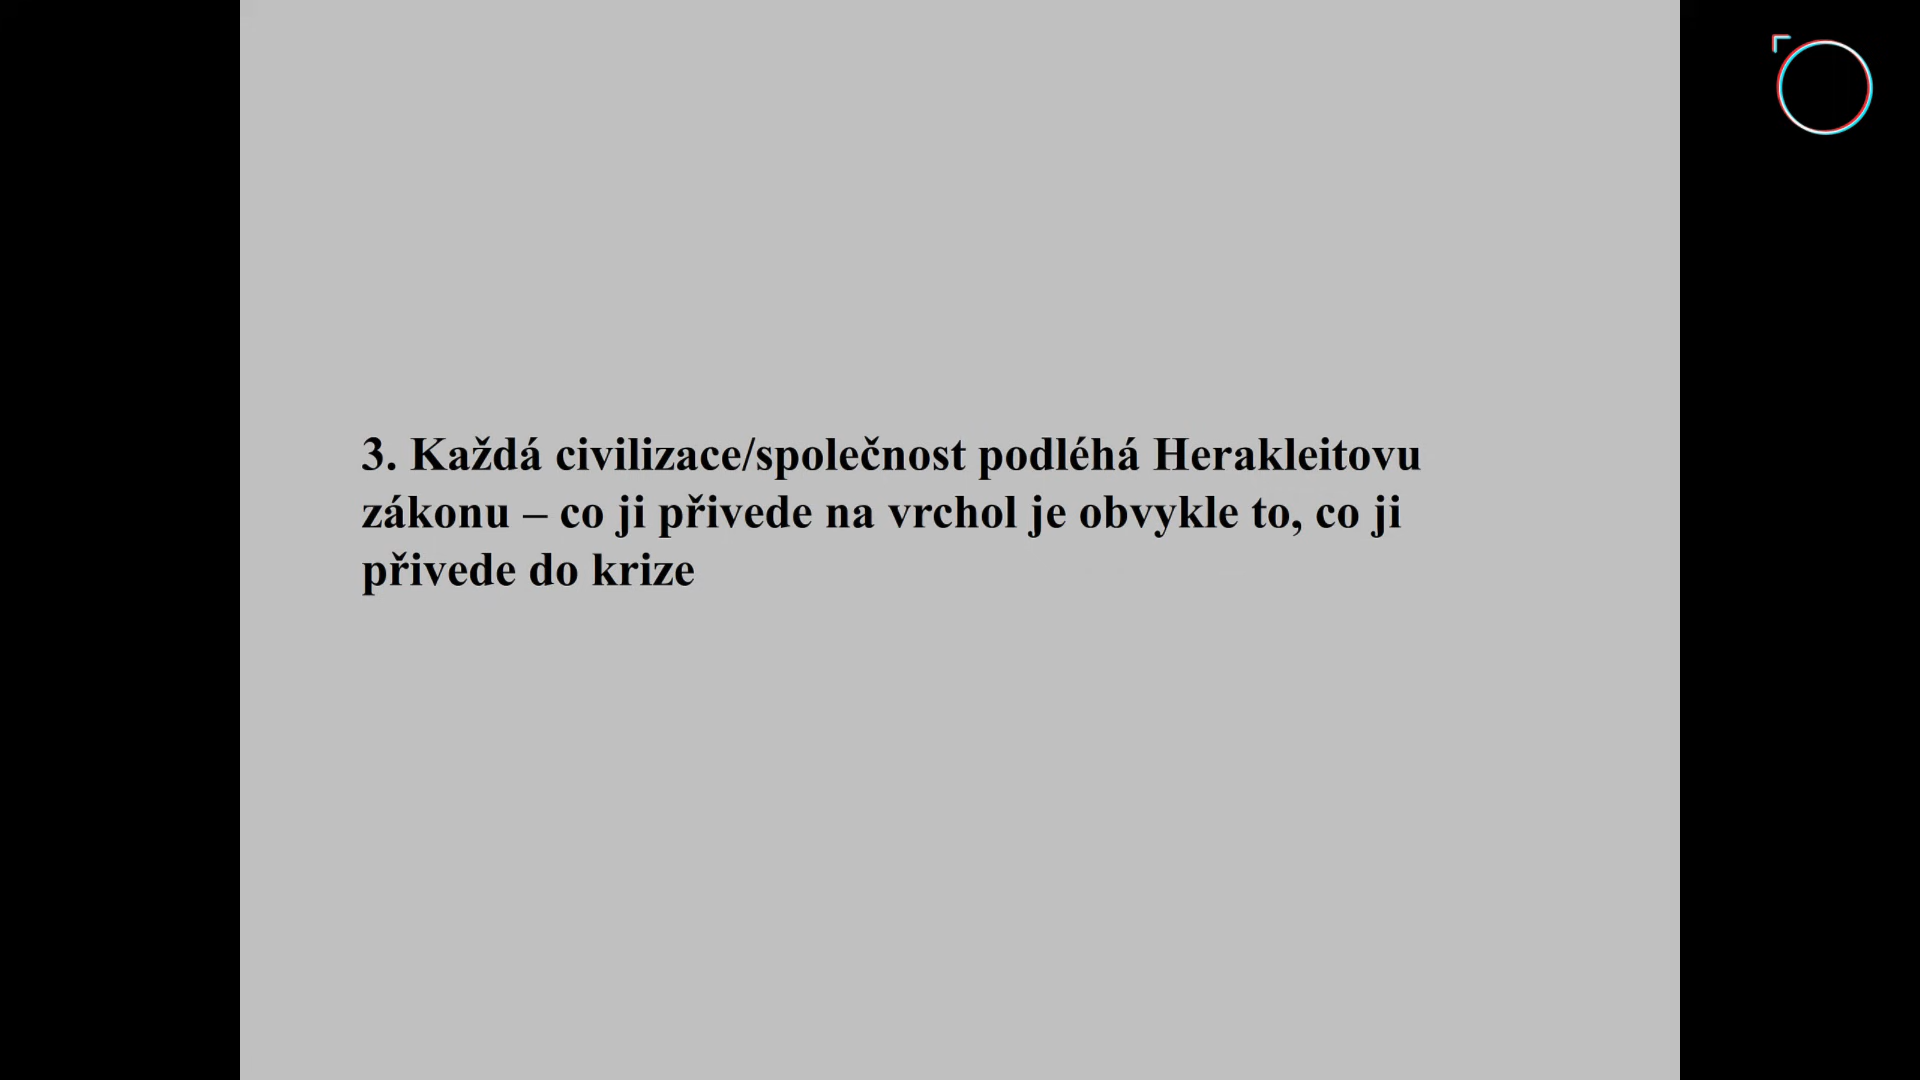 3. Každá civilizace/společnost podléhá Herakleitovu
zákonu – co ji přivede na vrchol je obvykle to, co ji
přivede do krize